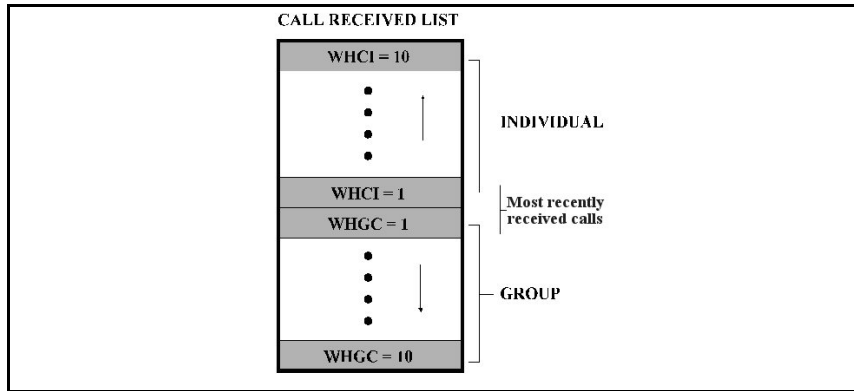 CALL RECEIVED LIST
WHCI = 10
INDIVIDUAL
WHCI = 1
Most recently
received calls
WHGC = 1
GROUP
WHGC = 10